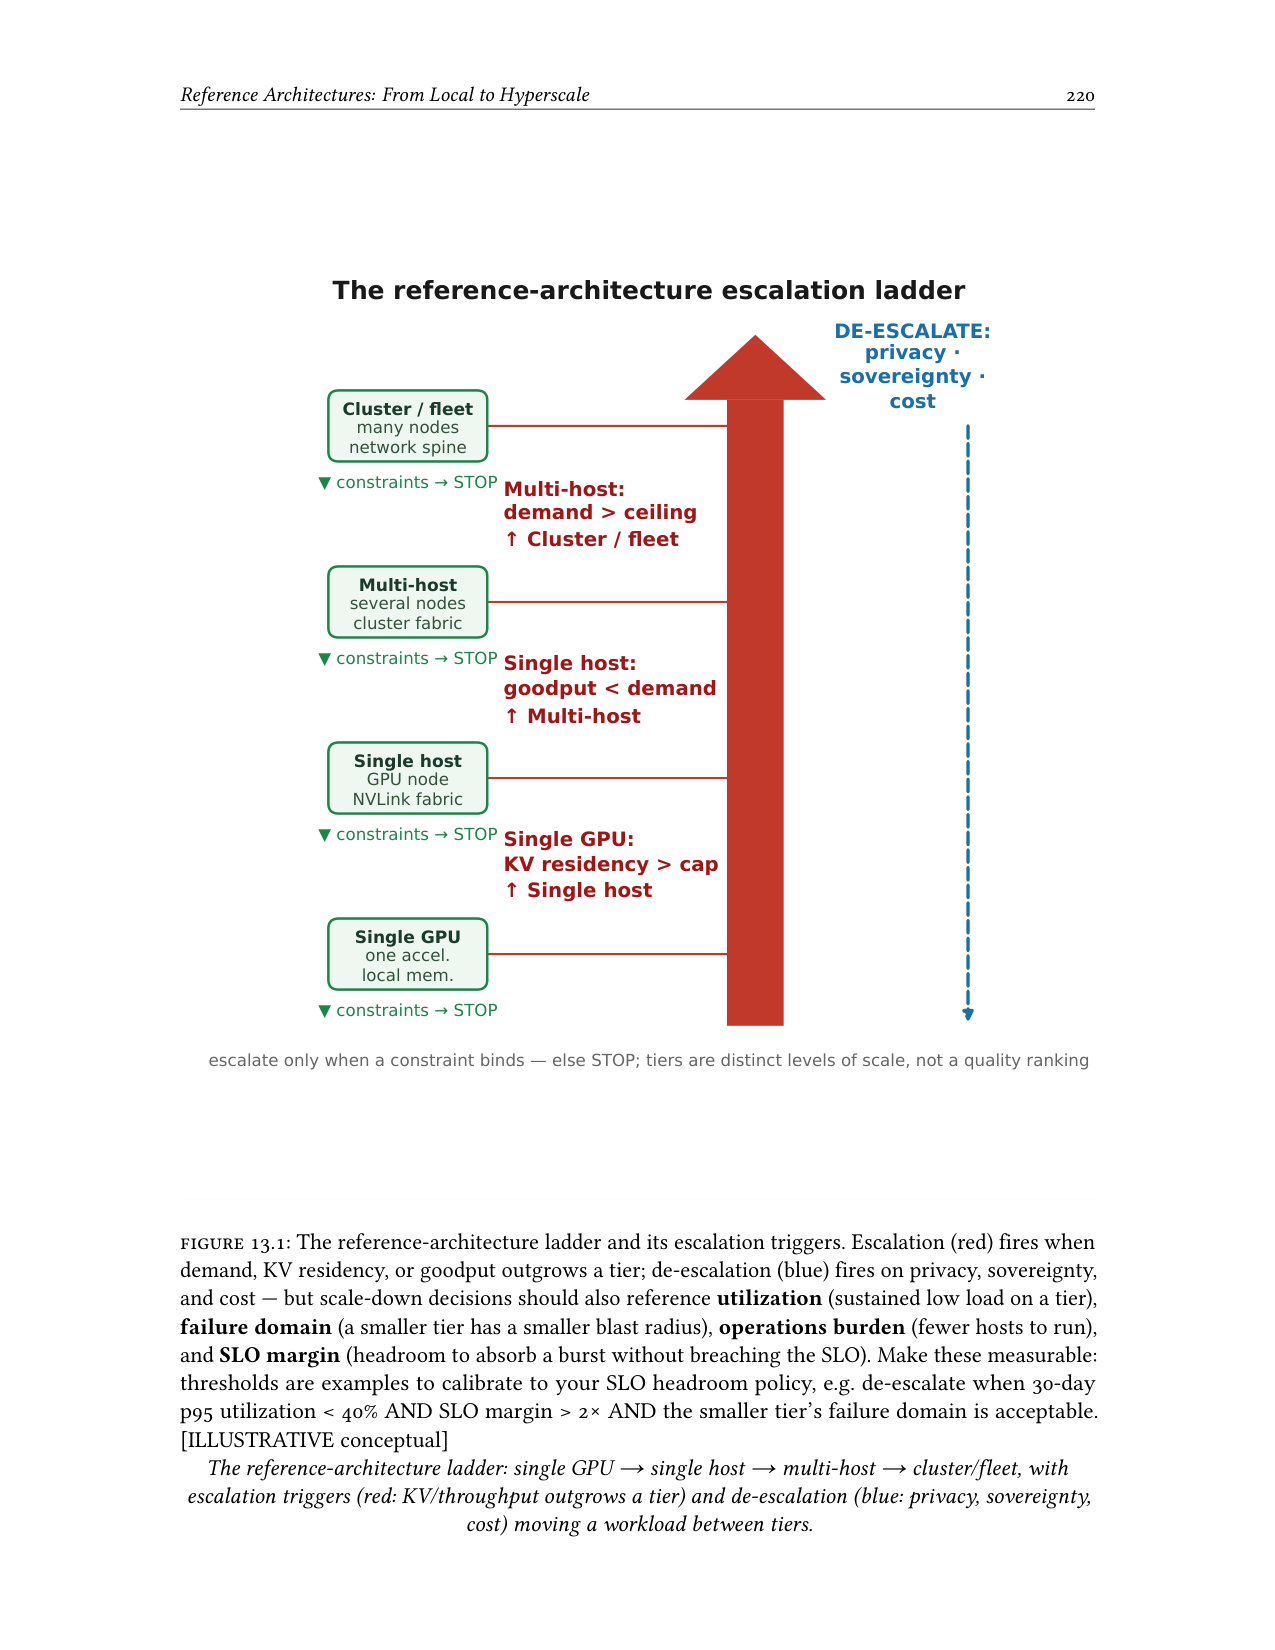 Reference Architectures: From Local to Hyperscale 220
The reference-architecture escalation ladder
DE-ESCALATE:
privacy ·
sovereignty ·
cost
Cluster / fleet
many nodes
network spine
▼ constraints → STOP
Multi-host:
demand > ceiling
↑ Cluster / fleet
Multi-host
several nodes
cluster fabric
▼ constraints → STOP
Single host:
goodput < demand
↑ Multi-host
Single host
GPU node
NVLink fabric
▼ constraints → STOP
Single GPU:
KV residency > cap
↑ Single host
Single GPU
one accel.
local mem.
▼ constraints → STOP
escalate only when a constraint binds — else STOP; tiers are distinct levels of scale, not a quality ranking
FIGURE 13.1: The reference-architecture ladder and its escalation triggers. Escalation (red) fires when
demand, KV residency, or goodput outgrows a tier; de-escalation (blue) fires on privacy, sovereignty,
and cost — but scale-down decisions should also reference utilization (sustained low load on a tier),
failure domain (a smaller tier has a smaller blast radius), operations burden (fewer hosts to run),
and SLO margin (headroom to absorb a burst without breaching the SLO). Make these measurable:
thresholds are examples to calibrate to your SLO headroom policy, e.g. de-escalate when 30-day
p95 utilization < 40% AND SLO margin > 2× AND the smaller tier’s failure domain is acceptable.
[ILLUSTRATIVE conceptual]
The reference-architecture ladder: single GPU → single host → multi-host → cluster/fleet, with
escalation triggers (red: KV/throughput outgrows a tier) and de-escalation (blue: privacy, sovereignty,
cost) moving a workload between tiers.